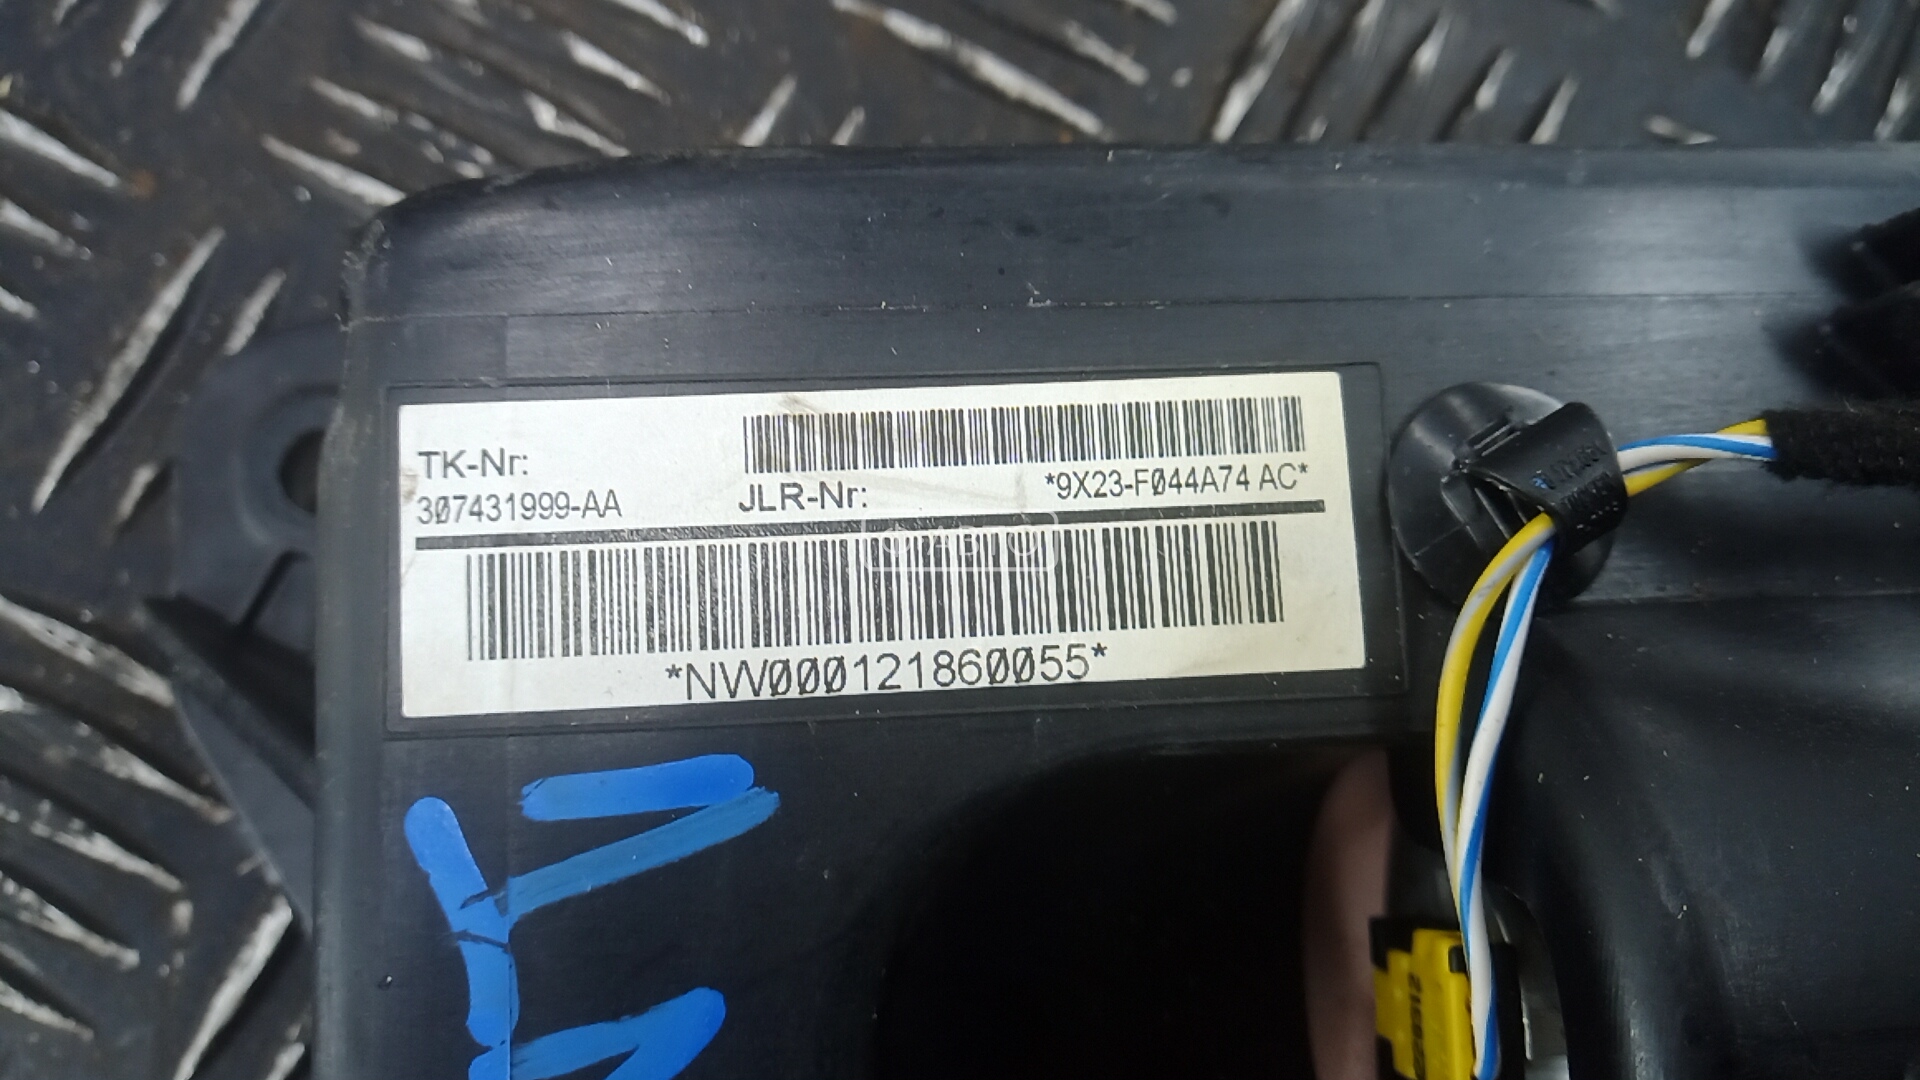 TK-Nr:
307431999-AA
JLR-Nr:
*9X23-F044A74 AC*
*NW000121860055*